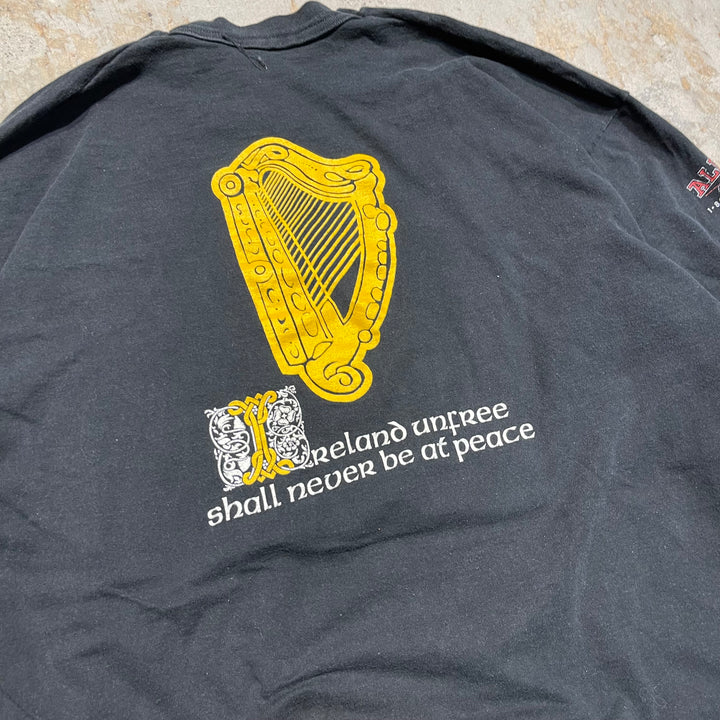 Ireland unfree
shall never be at peace